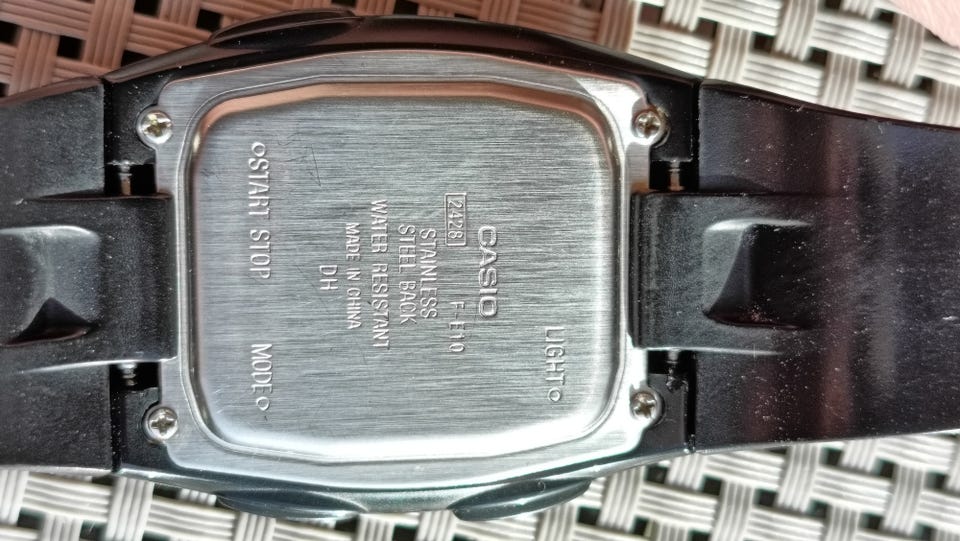 LIGHT
CASIO
2428 F-E10
STAINLESS
STEEL BACK
WATER RESISTANT
MADE IN CHINA
DH
START STOP MODE